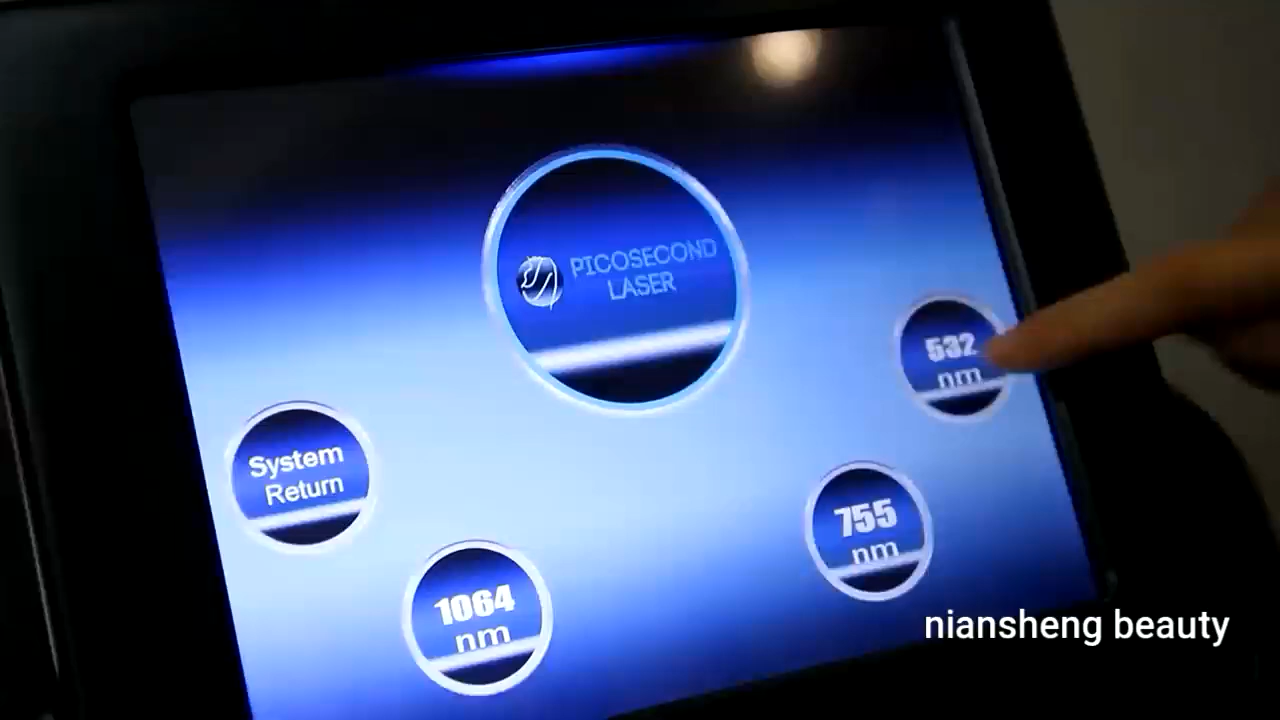 PICOSECOND
LASER
532
nm
System
Return
755
nm
1064
nm
niansheng beauty